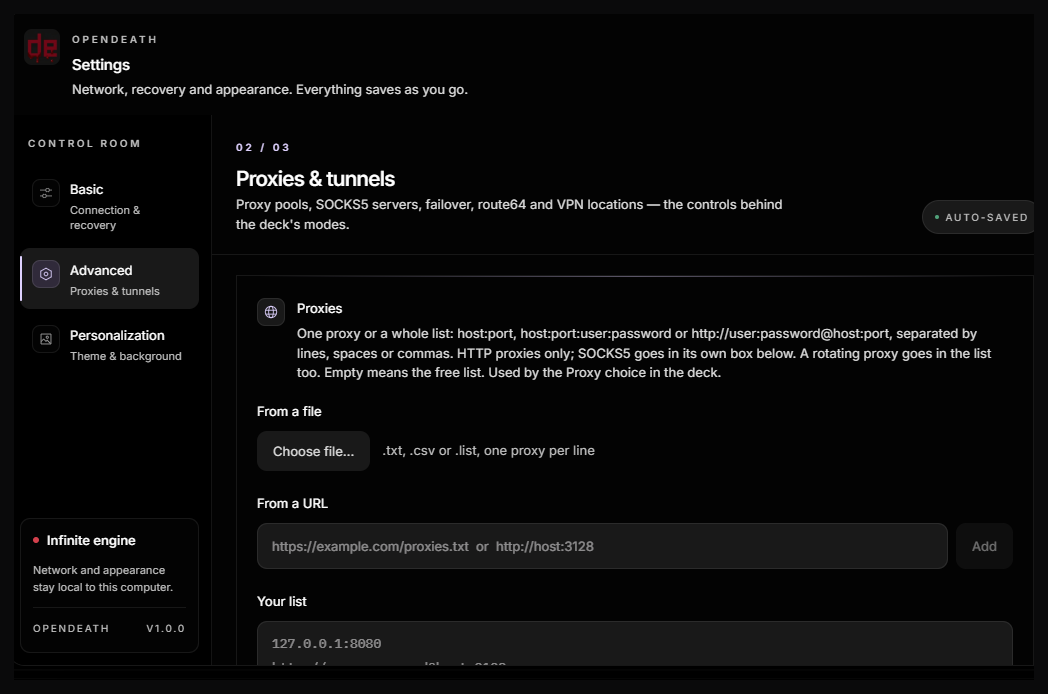 de
OPENDEATH
Settings
Network, recovery and appearance. Everything saves as you go.
CONTROL ROOM
Basic
Connection &
recovery
Advanced
Proxies & tunnels
Personalization
Theme & background
Infinite engine
Network and appearance
stay local to this computer.
OPENDEATH V1.0.0
02 / 03
Proxies & tunnels
Proxy pools, SOCKS5 servers, failover, route64 and VPN locations — the controls behind
the deck's modes.
AUTO-SAVED
Proxies
One proxy or a whole list: host:port, host:port:user:password or http://user:password@host:port, separated by
lines, spaces or commas. HTTP proxies only; SOCKS5 goes in its own box below. A rotating proxy goes in the list
too. Empty means the free list. Used by the Proxy choice in the deck.
From a file
Choose file... .txt, .csv or .list, one proxy per line
From a URL
https://example.com/proxies.txt or http://host:3128 Add
Your list
127.0.0.1:8080